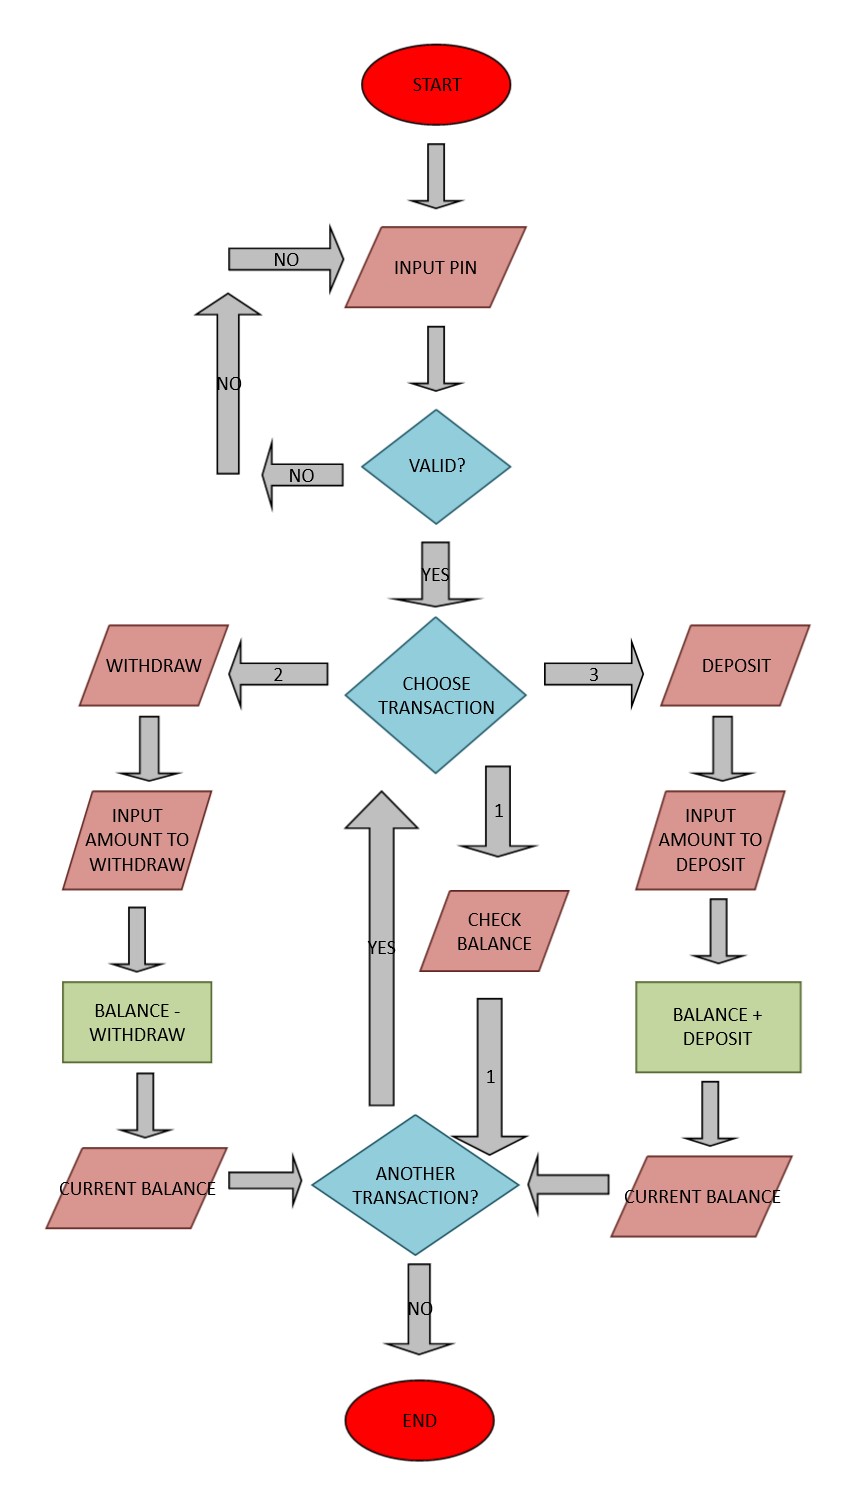 START
NO
INPUT PIN
NO
VALID?
NO
YES
WITHDRAW
2
CHOOSE
TRANSACTION
3
DEPOSIT
INPUT
AMOUNT TO
WITHDRAW
1
INPUT
AMOUNT TO
DEPOSIT
YES
CHECK
BALANCE
BALANCE -
WITHDRAW
BALANCE +
DEPOSIT
1
CURRENT BALANCE
ANOTHER
TRANSACTION?
CURRENT BALANCE
NO
END